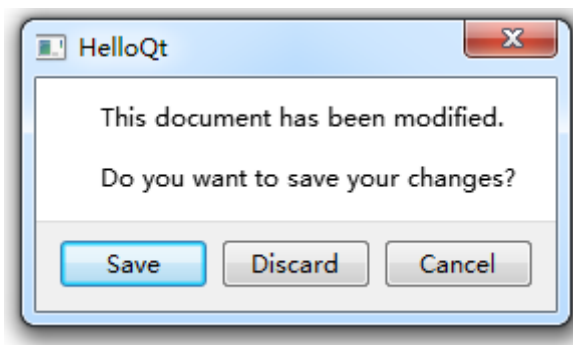 HelloQt
This document has been modified.
Do you want to save your changes?
Save Discard Cancel